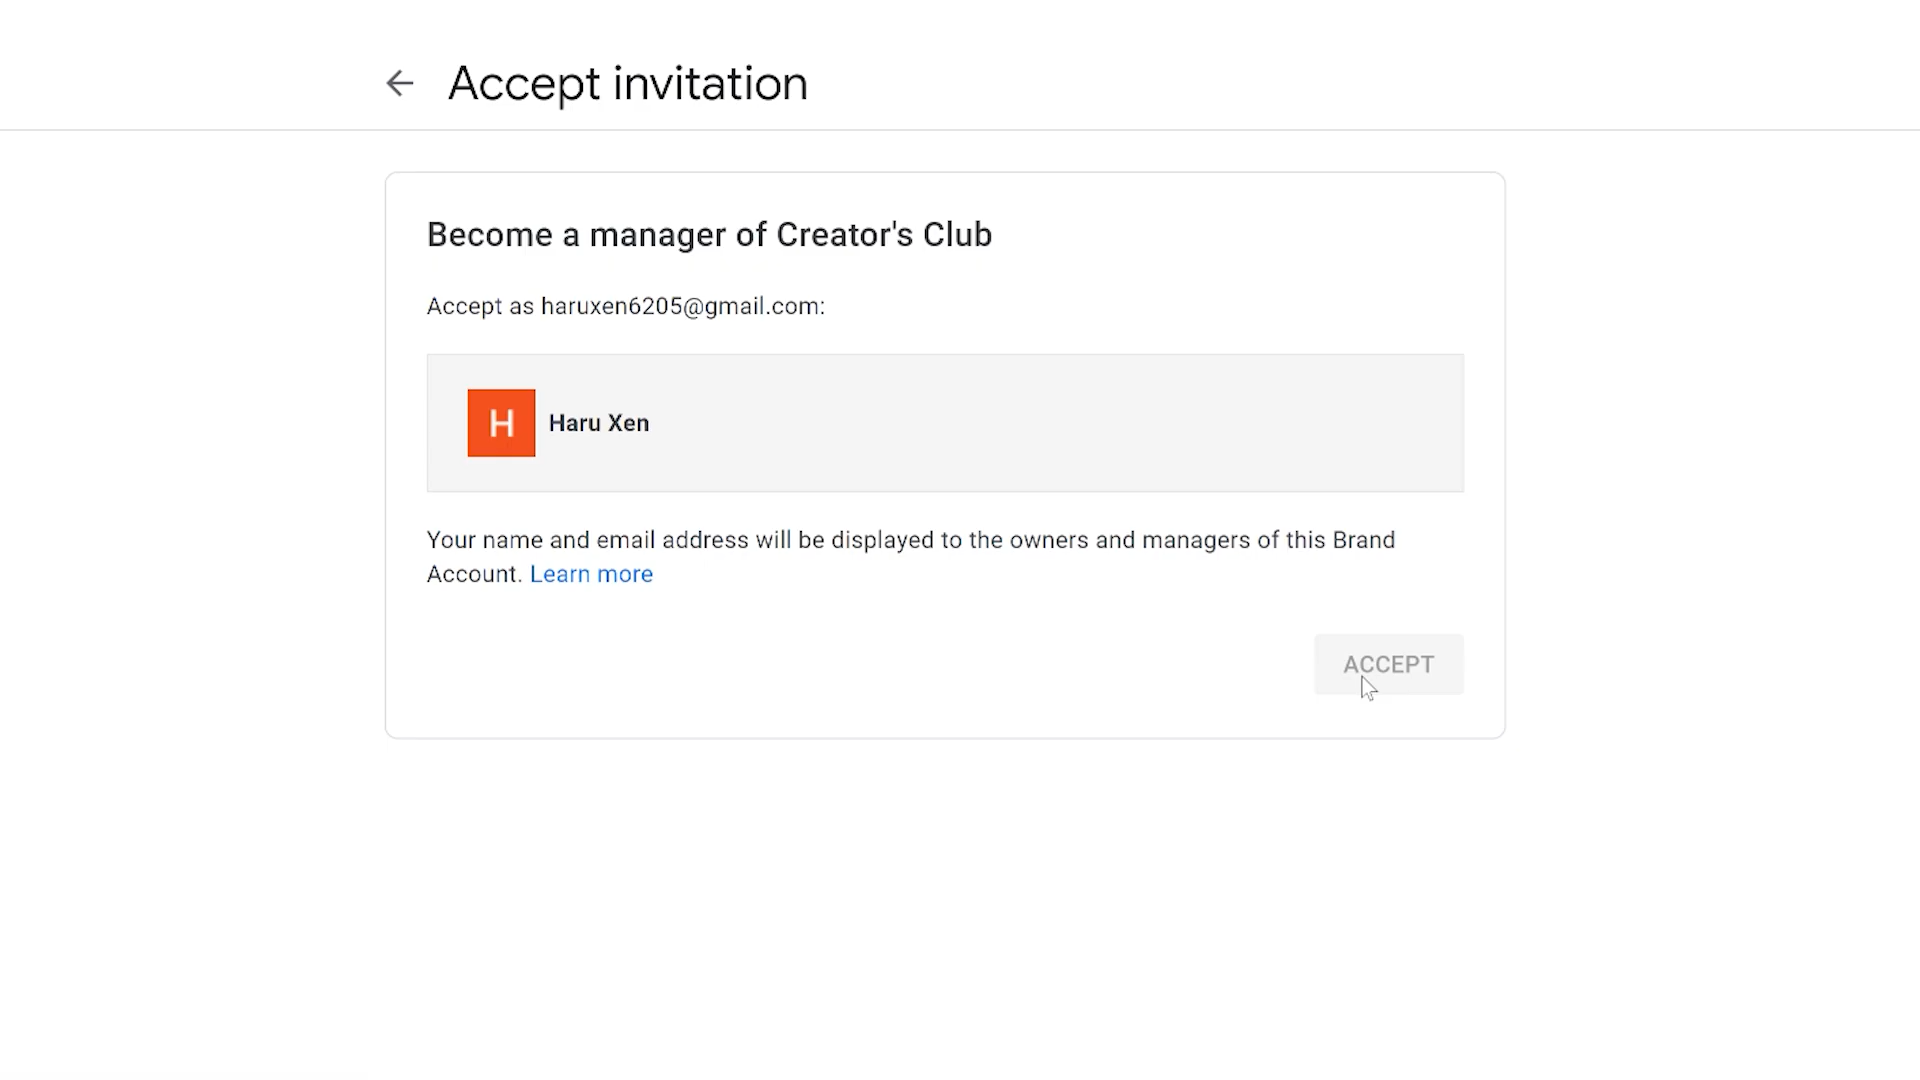 Accept invitation
Become a manager of Creator's Club
Accept as haruxen6205@gmail.com:
H
Haru Xen
Your name and email address will be displayed to the owners and managers of this Brand
Account. Learn more
ACCEPT